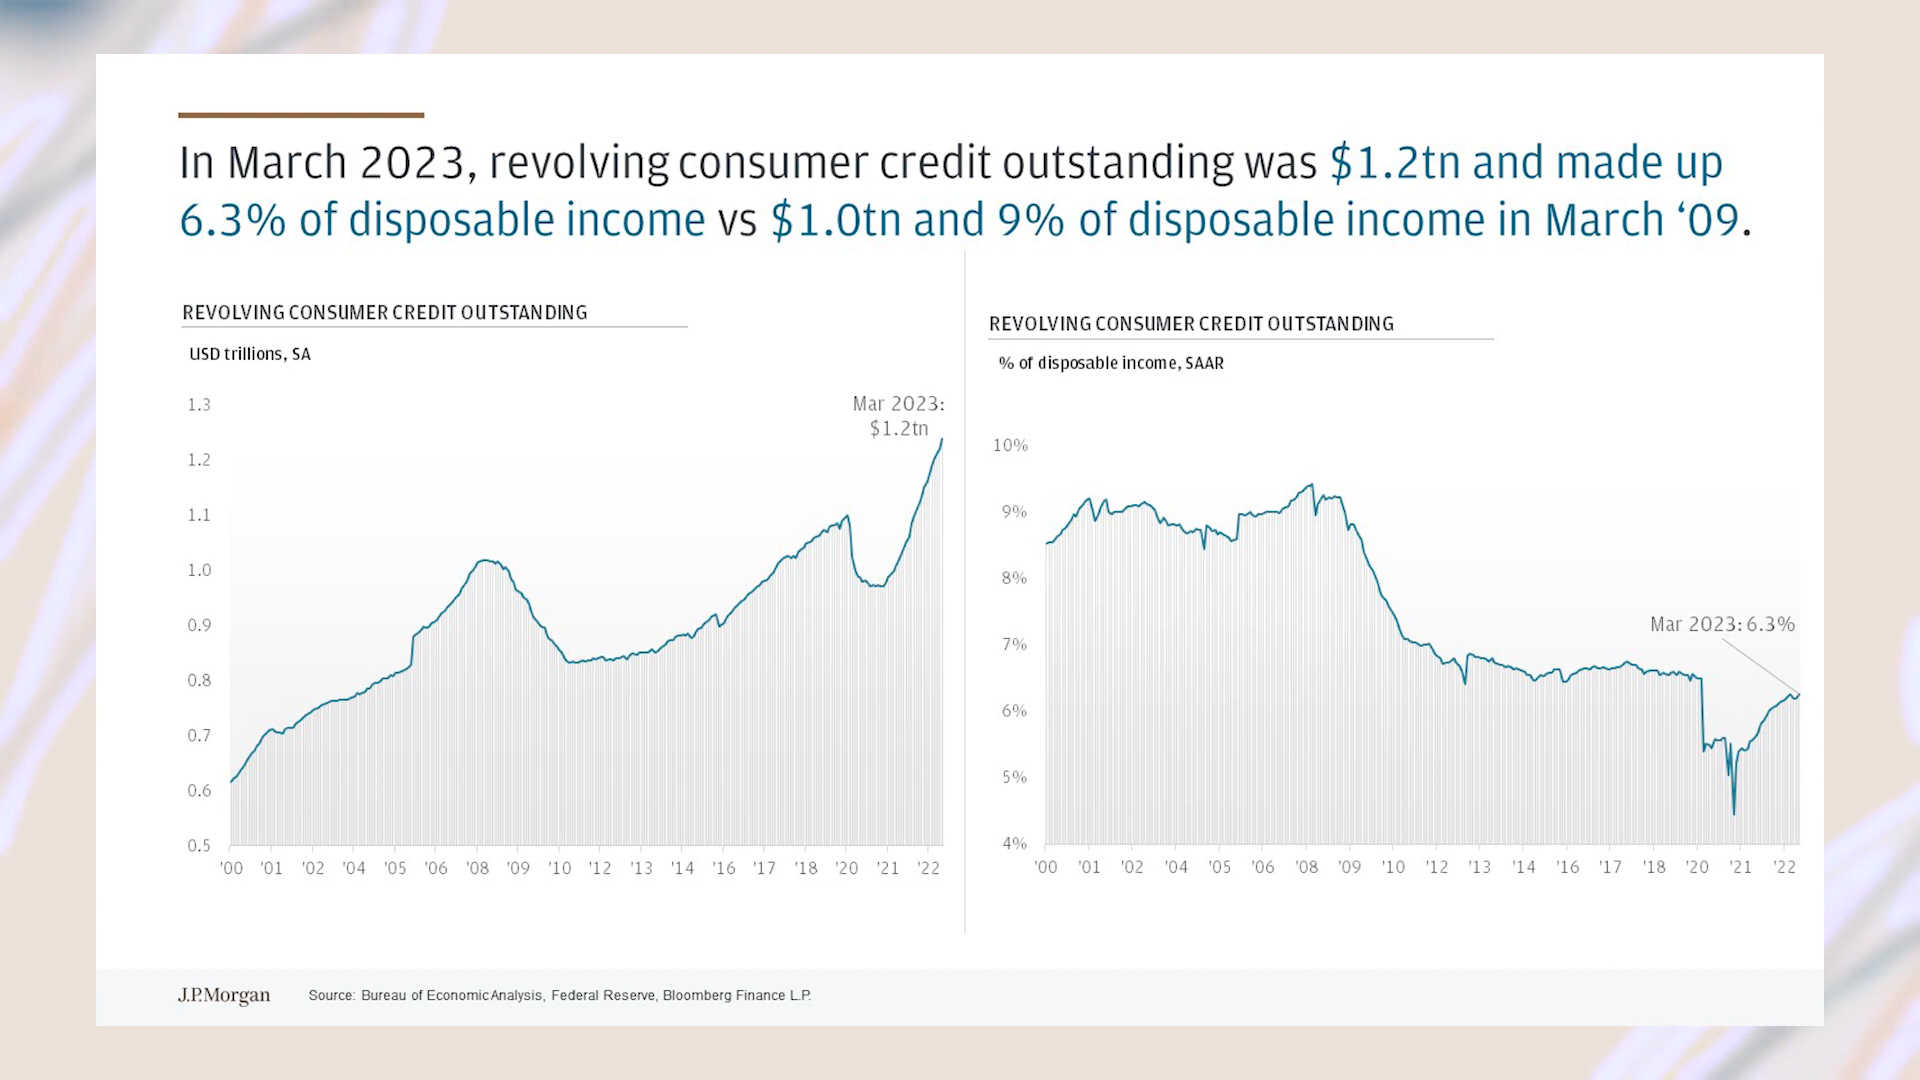 In March 2023, revolving consumer credit outstanding was $1.2tn and made up
6.3% of disposable income vs $1.0tn and 9% of disposable income in March ‘09.
REVOLVING CONSUMER CREDIT OUTSTANDING
USD trillions, SA
1.3
1.2
1.1
1.0
0.9
0.8
0.7
0.6
0.5
Mar 2023:
$1.2tn
'00 '01 '02 '04 '05 '06 '08 '09 '10 '12 '13 '14 '16 '17 '18 '20 '21 '22
REVOLVING CONSUMER CREDIT OUTSTANDING
% of disposable income, SAAR
10%
9%
8%
7%
6%
5%
4%
Mar 2023: 6.3%
'00 '01 '02 '04 '05 '06 '08 '09 '10 '12 '13 '14 '16 '17 '18 '20 '21 '22
J.P.Morgan
Source: Bureau of Economic Analysis, Federal Reserve, Bloomberg Finance L.P.